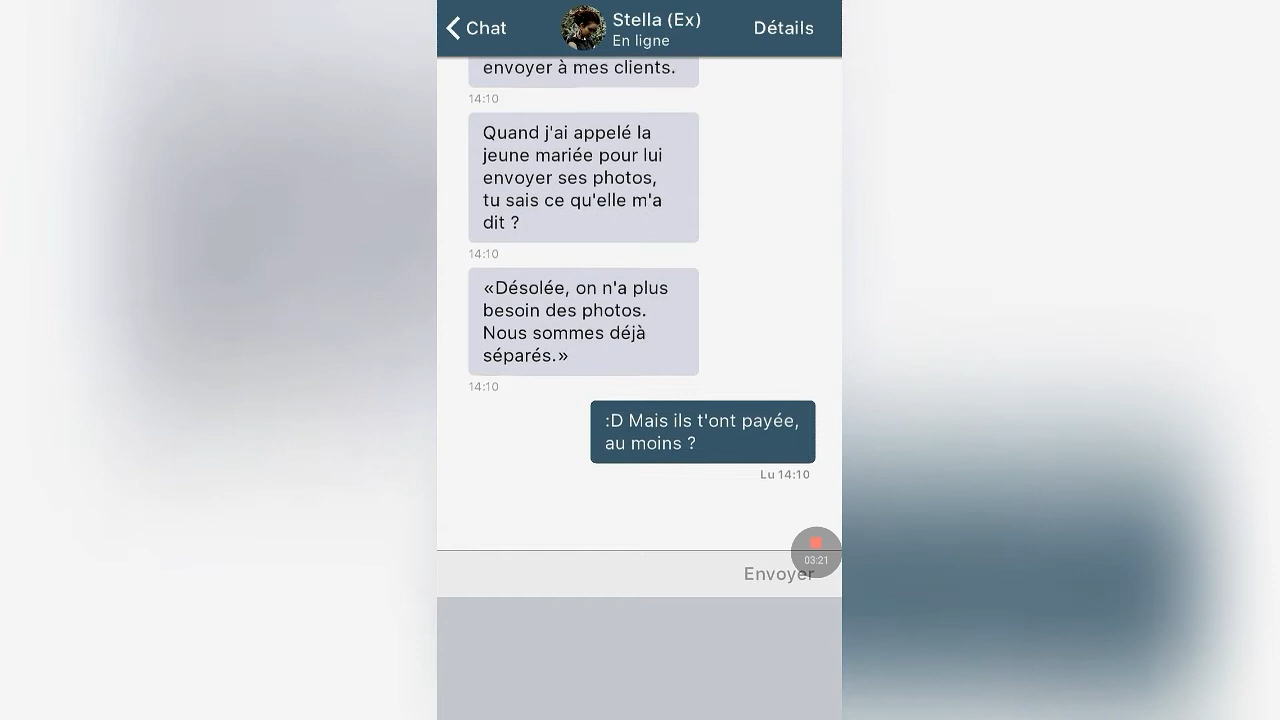 Chat
Stella (Ex)
En ligne
Détails
envoyer à mes clients.
14:10
Quand j'ai appelé la
jeune mariée pour lui
envoyer ses photos,
tu sais ce qu'elle m'a
dit ?
14:10
«Désolée, on n'a plus
besoin des photos.
Nous sommes déjà
séparés.»
14:10
:D Mais ils t'ont payée,
au moins ?
Lu 14:10
03:21
Envoyer